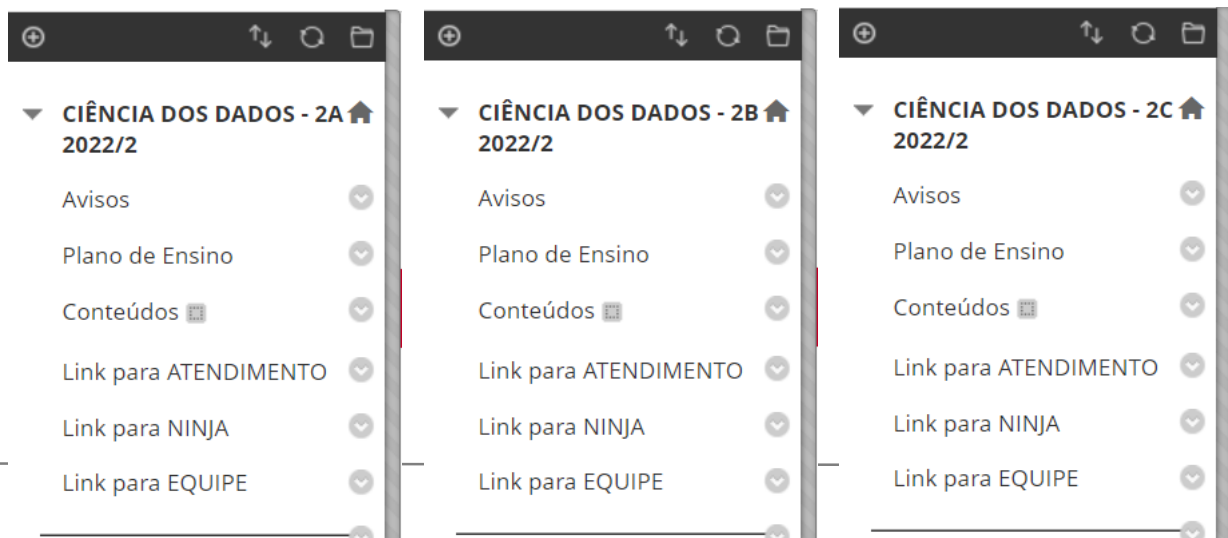 CIÊNCIA DOS DADOS - 2A
2022/2
Avisos
Plano de Ensino
Conteúdos
Link para ATENDIMENTO
Link para NINJA
Link para EQUIPE
CIÊNCIA DOS DADOS - 2B
2022/2
Avisos
Plano de Ensino
Conteúdos
Link para ATENDIMENTO
Link para NINJA
Link para EQUIPE
CIÊNCIA DOS DADOS - 2C
2022/2
Avisos
Plano de Ensino
Conteúdos
Link para ATENDIMENTO
Link para NINJA
Link para EQUIPE